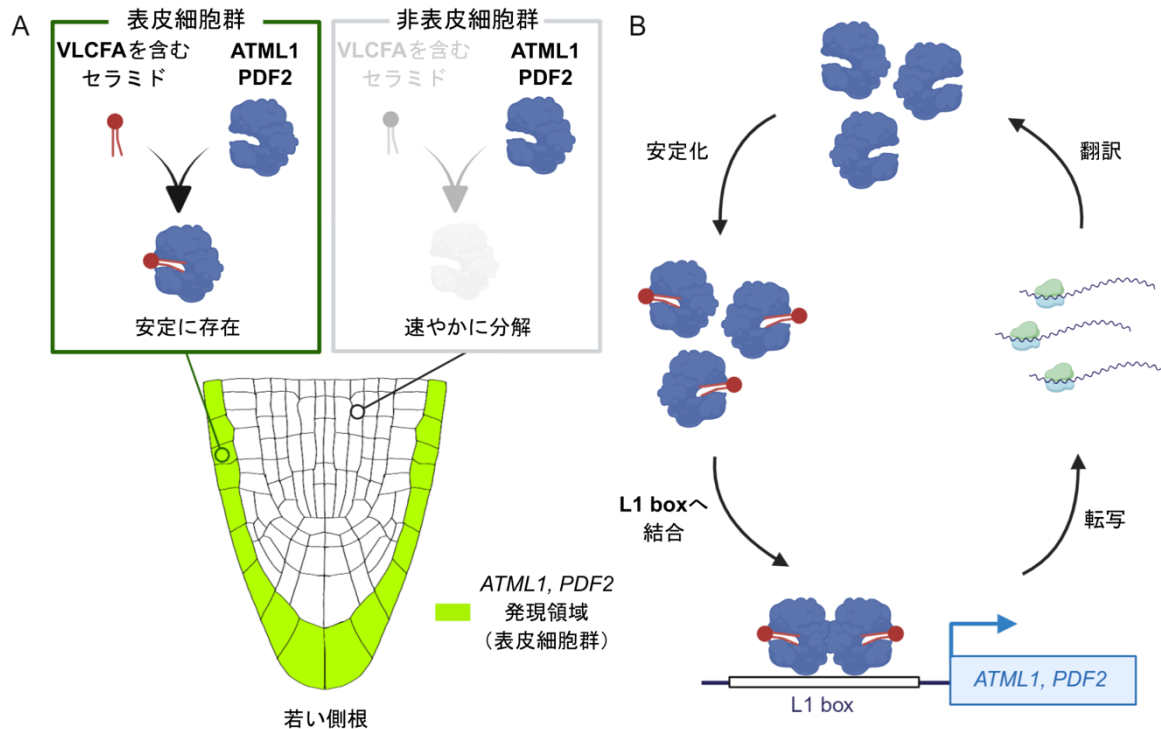 A
表皮細胞群
VLCFAを含む
セラミド
ATML1
PDF2
安定に存在
非表皮細胞群
VLCFAを含む
セラミド
ATML1
PDF2
速やかに分解
ATML1, PDF2
発現領域
（表皮細胞群）
若い側根
B
安定化
翻訳
L1 boxへ
結合
転写
L1 box
ATML1, PDF2